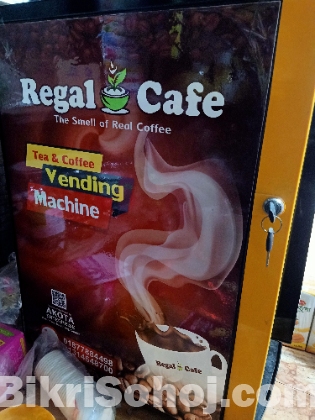 Regal Cafe
The Smell of Real Coffee
Tea & Coffee
Vending
Machine
AKOTA
Regal Cafe
BikriSohoj.com